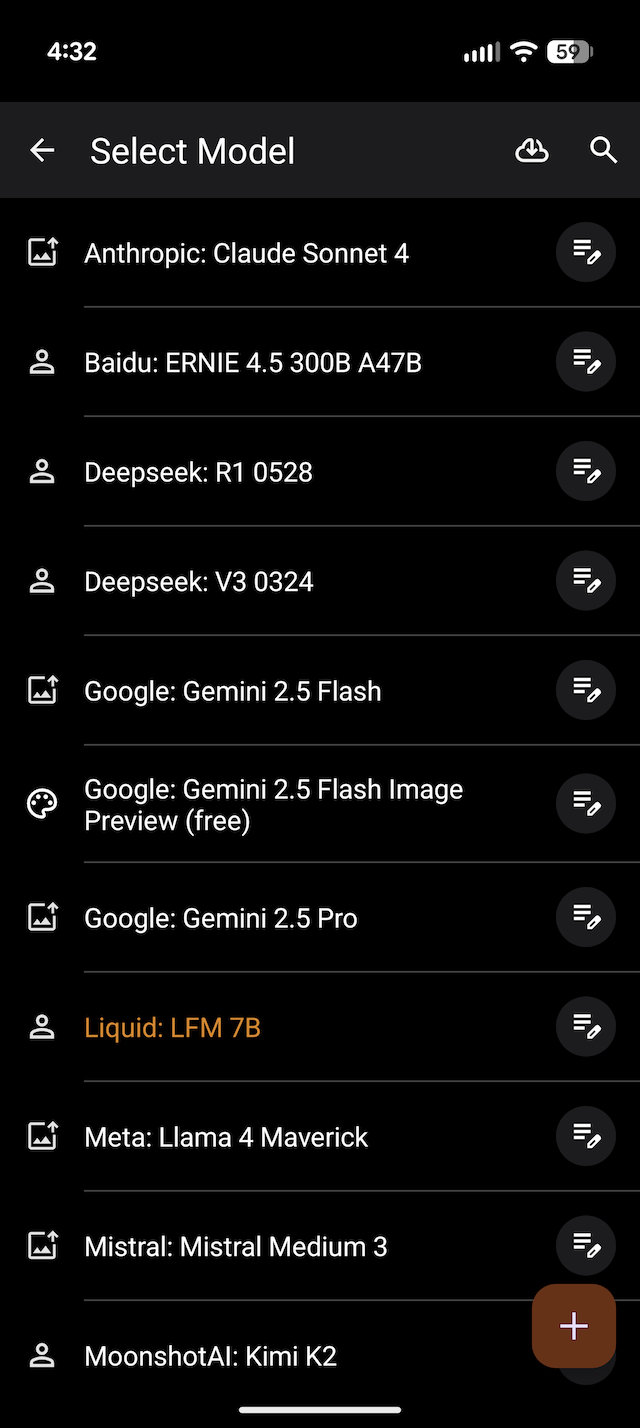 4:32
59
Select Model
Anthropic: Claude Sonnet 4
Baidu: ERNIE 4.5 300B A47B
Deepseek: R1 0528
Deepseek: V3 0324
Google: Gemini 2.5 Flash
Google: Gemini 2.5 Flash Image
Preview (free)
Google: Gemini 2.5 Pro
Liquid: LFM 7B
Meta: Llama 4 Maverick
Mistral: Mistral Medium 3
MoonshotAI: Kimi K2